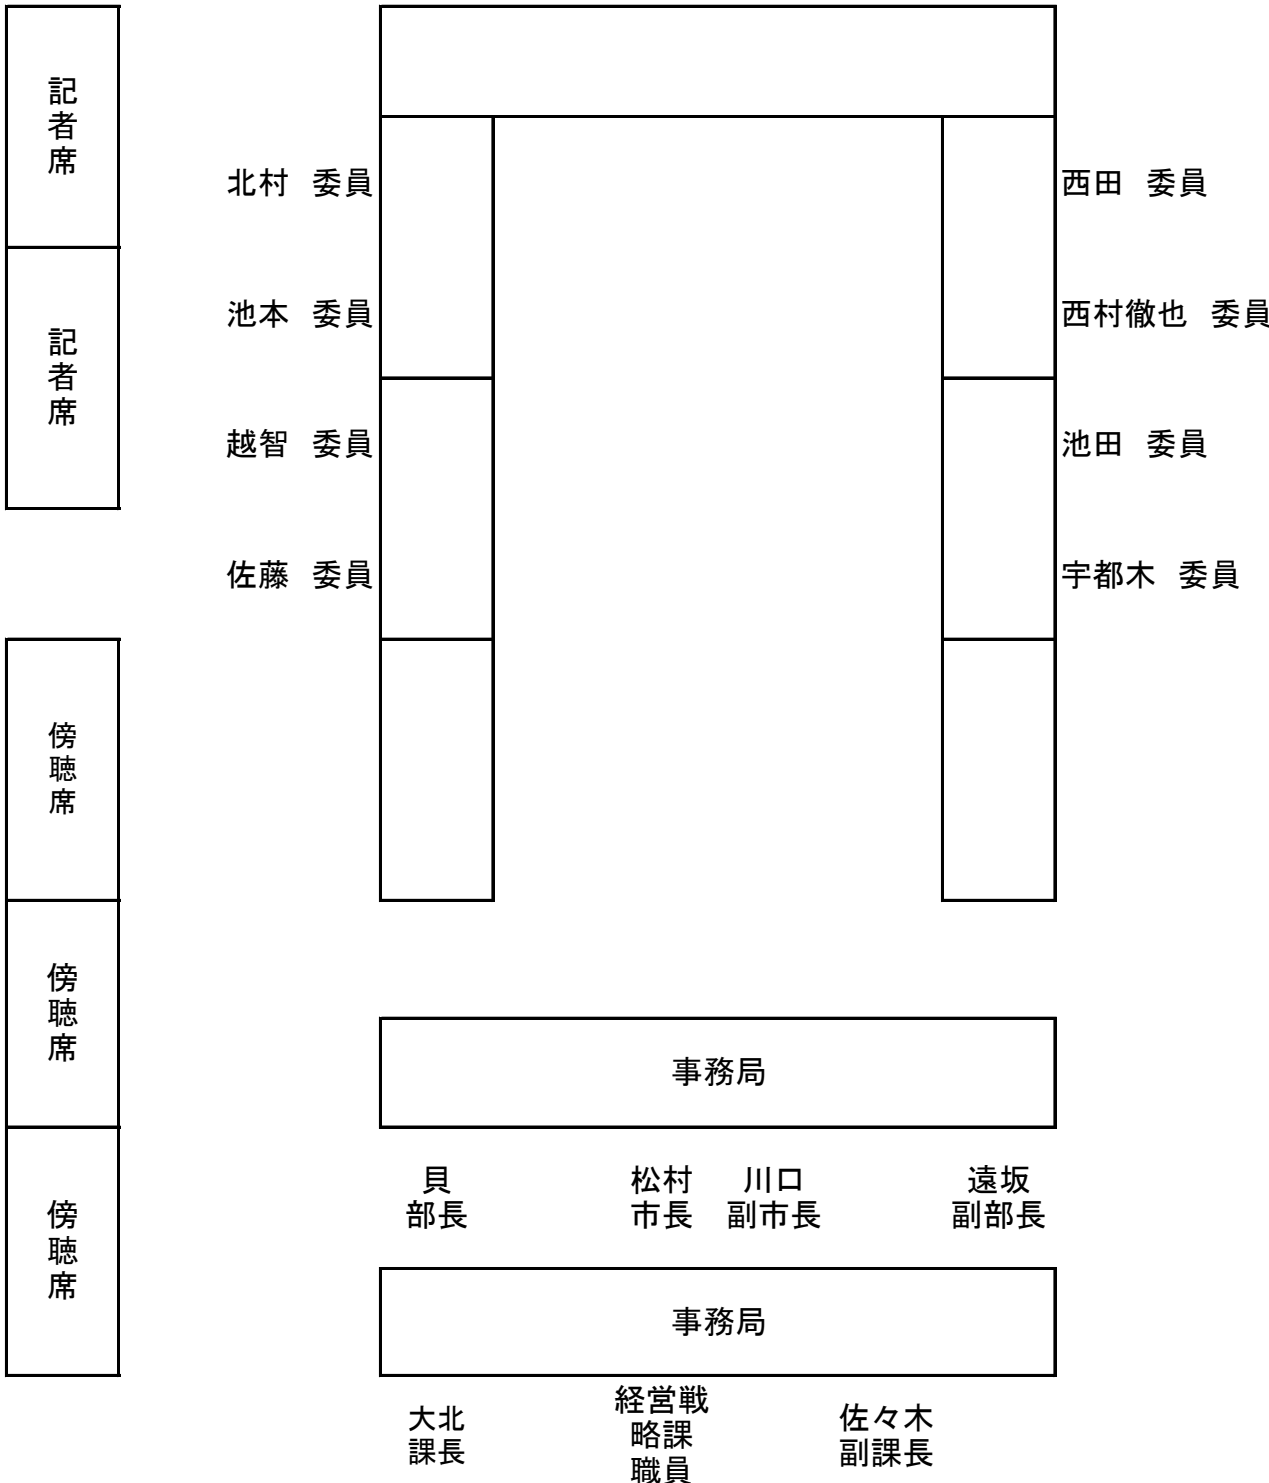 記者席
北村 委員
西田 委員
池本 委員
西村徹也 委員
記者席
越智 委員
池田 委員
佐藤 委員
宇都木 委員
傍聴席
傍聴席
事務局
貝
部長
松村
市長
川口
副市長
遠坂
副部長
傍聴席
事務局
大北
課長
経営戦
略課
職員
佐々木
副課長